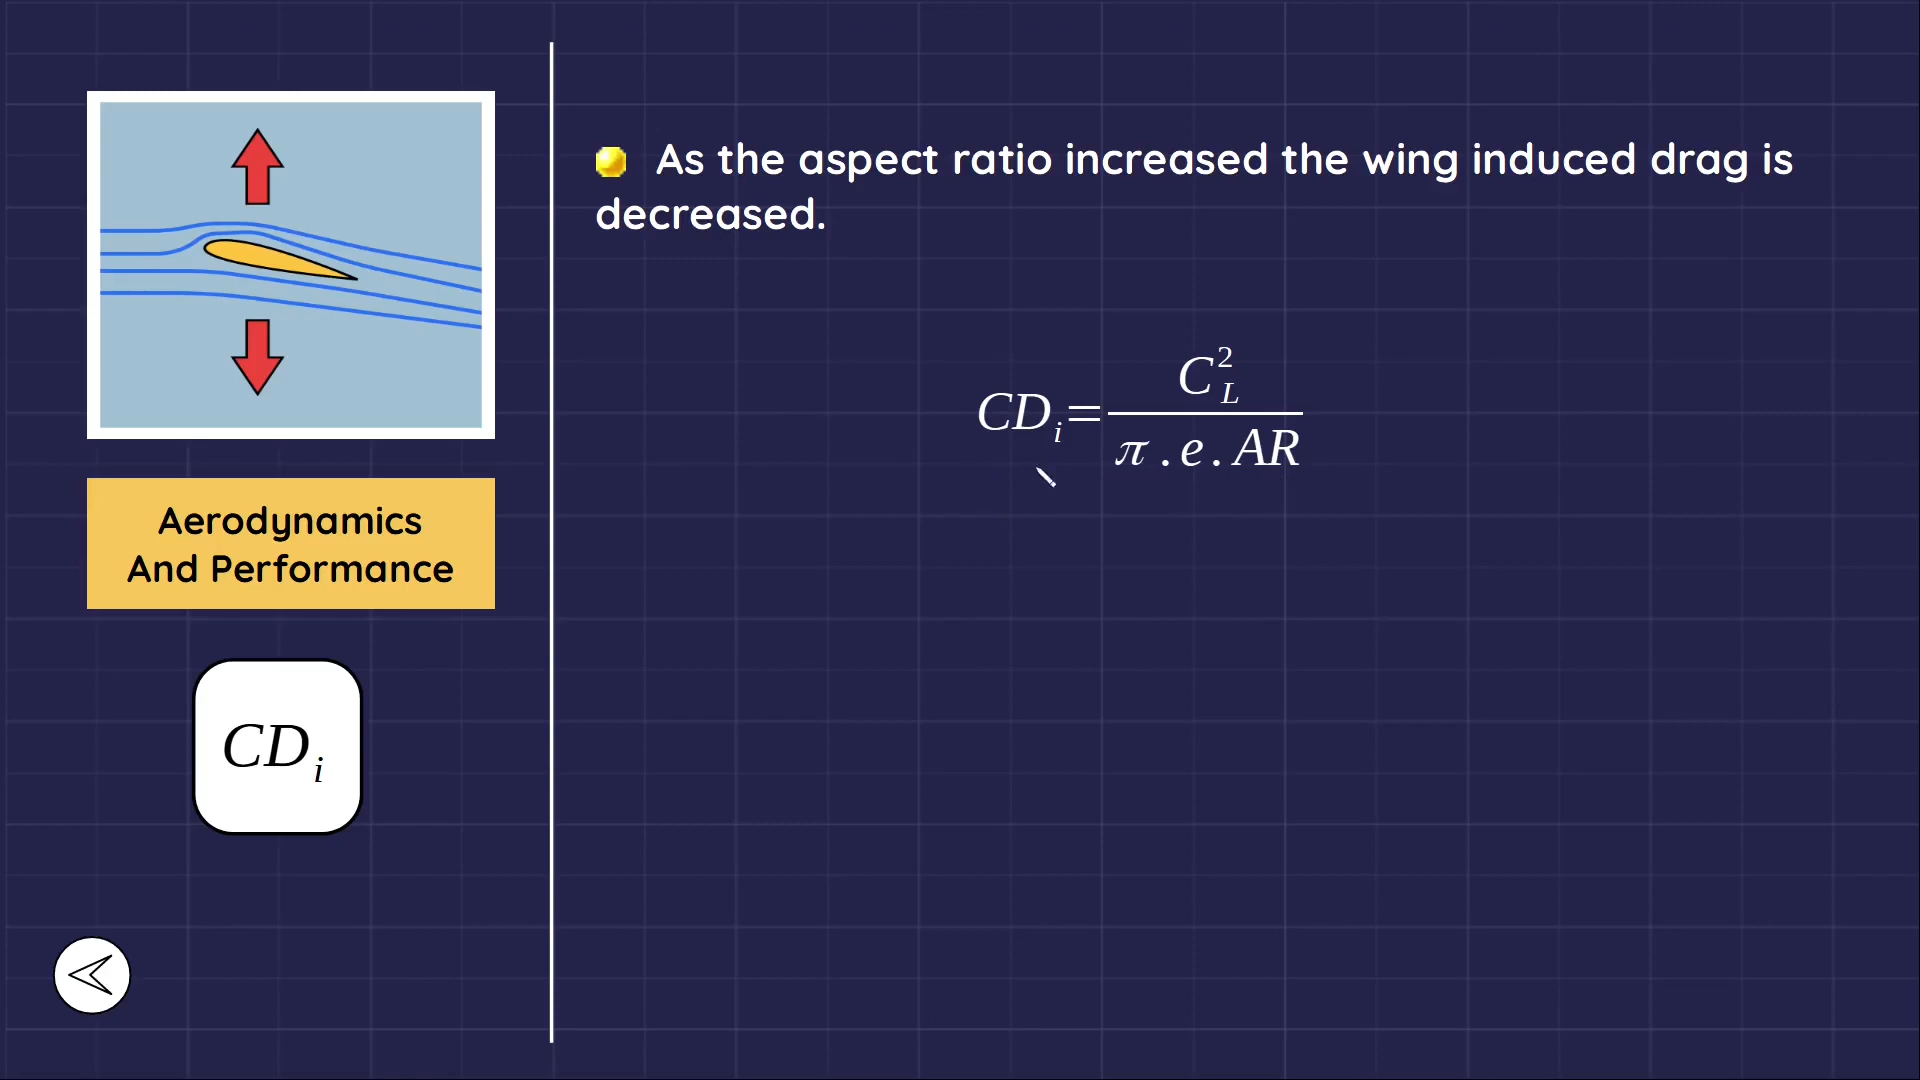 As the aspect ratio increased the wing induced drag is
decreased.
CD_i = C_L^2 / π . e . AR
Aerodynamics
And Performance
CD_i